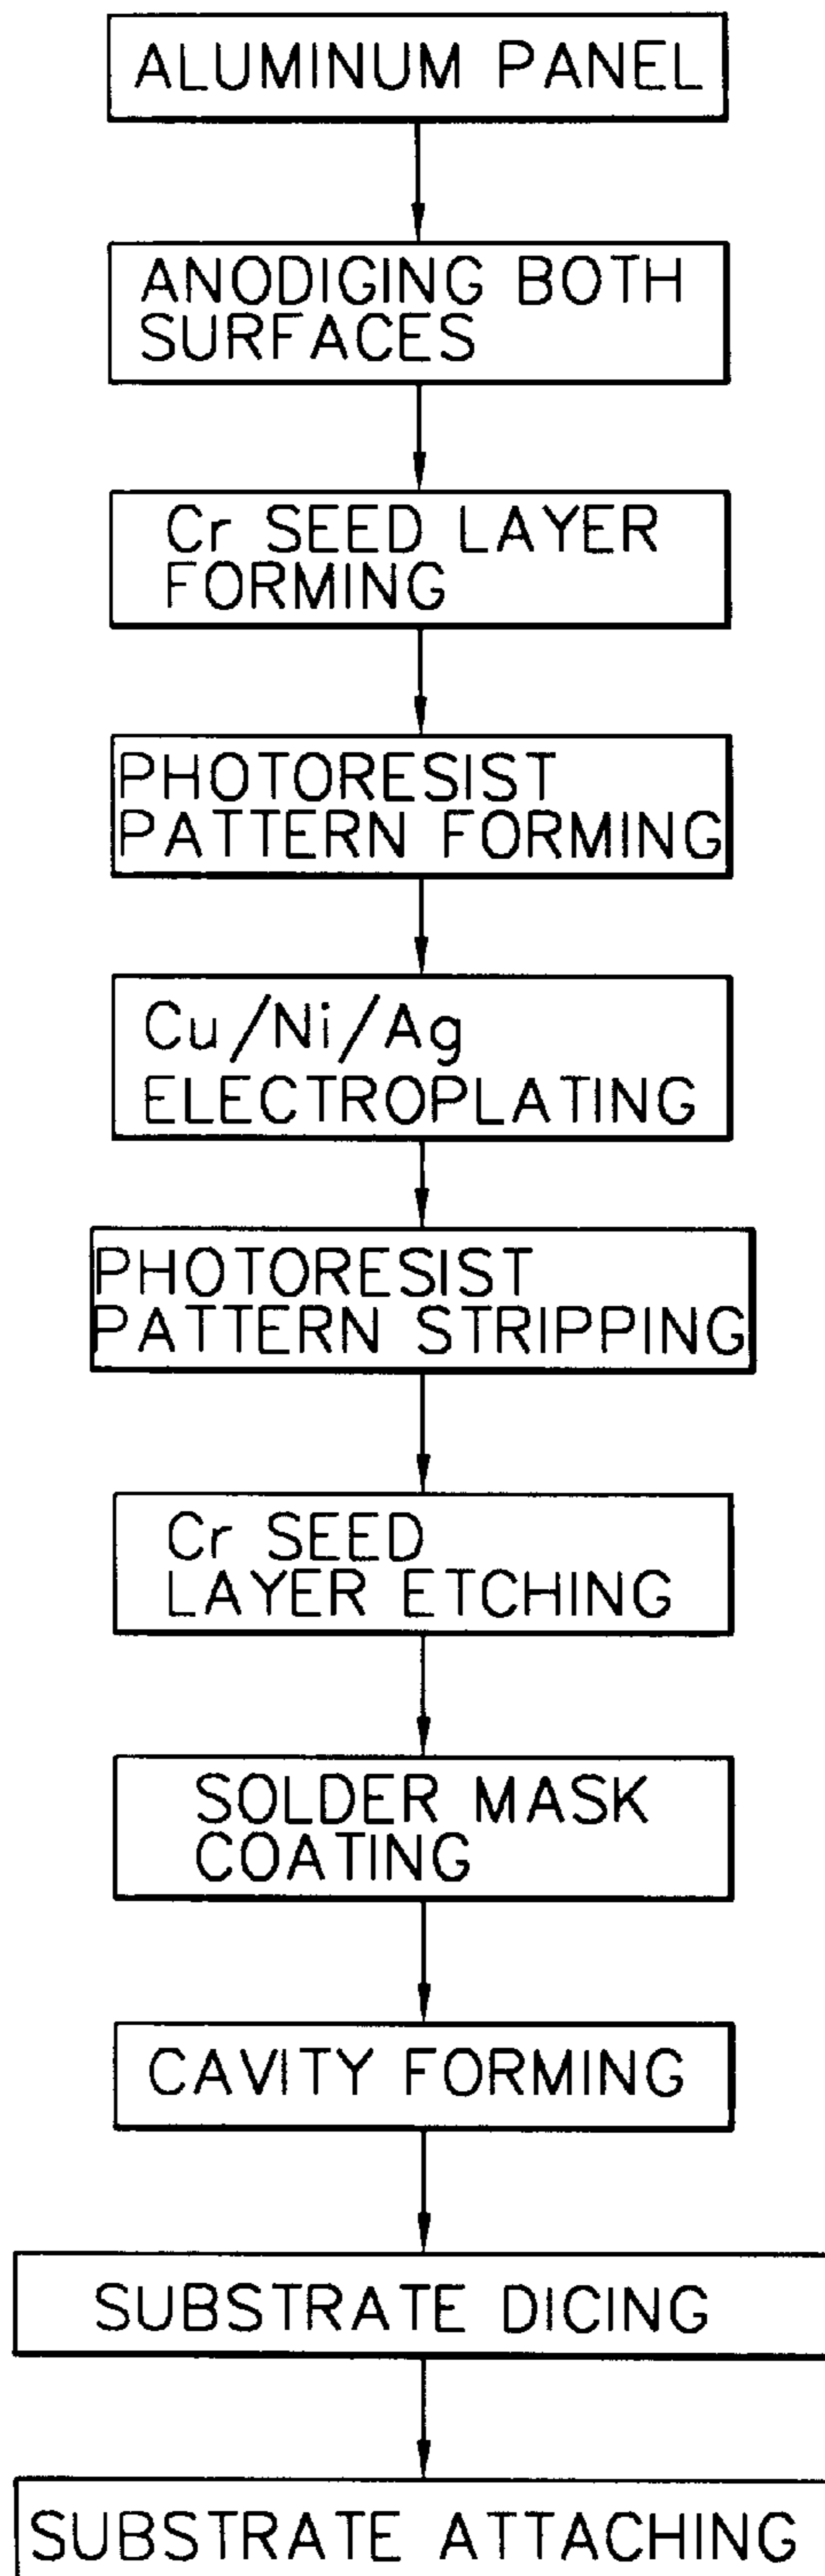 ALUMINUM PANEL
ANODIGING BOTH
SURFACES
Cr SEED LAYER
FORMING
PHOTORESIST
PATTERN FORMING
Cu/Ni/Ag
ELECTROPLATING
PHOTORESIST
PATTERN STRIPPING
Cr SEED
LAYER ETCHING
SOLDER MASK
COATING
CAVITY FORMING
SUBSTRATE DICING
SUBSTRATE ATTACHING